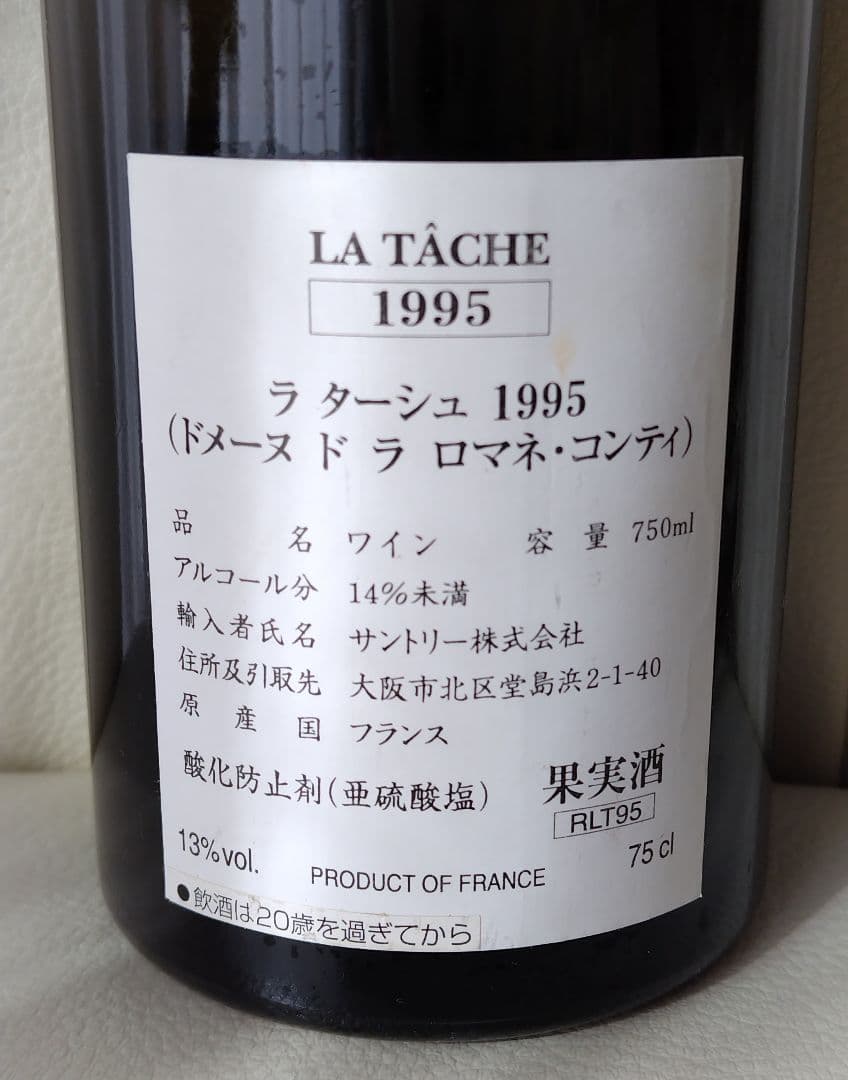 LA TÂCHE
1995
ラ ターシュ 1995
(ドメーヌ ド ラ ロマネ・コンティ)
品名 ワイン 容量 750ml
アルコール分 14%未満
輸入者氏名 サントリー株式会社
住所及引取先 大阪市北区堂島浜2-1-40
原産国 フランス
酸化防止剤(亜硫酸塩) 果実酒
RLT95
13%vol. PRODUCT OF FRANCE 75 cl
●飲酒は20歳を過ぎてから